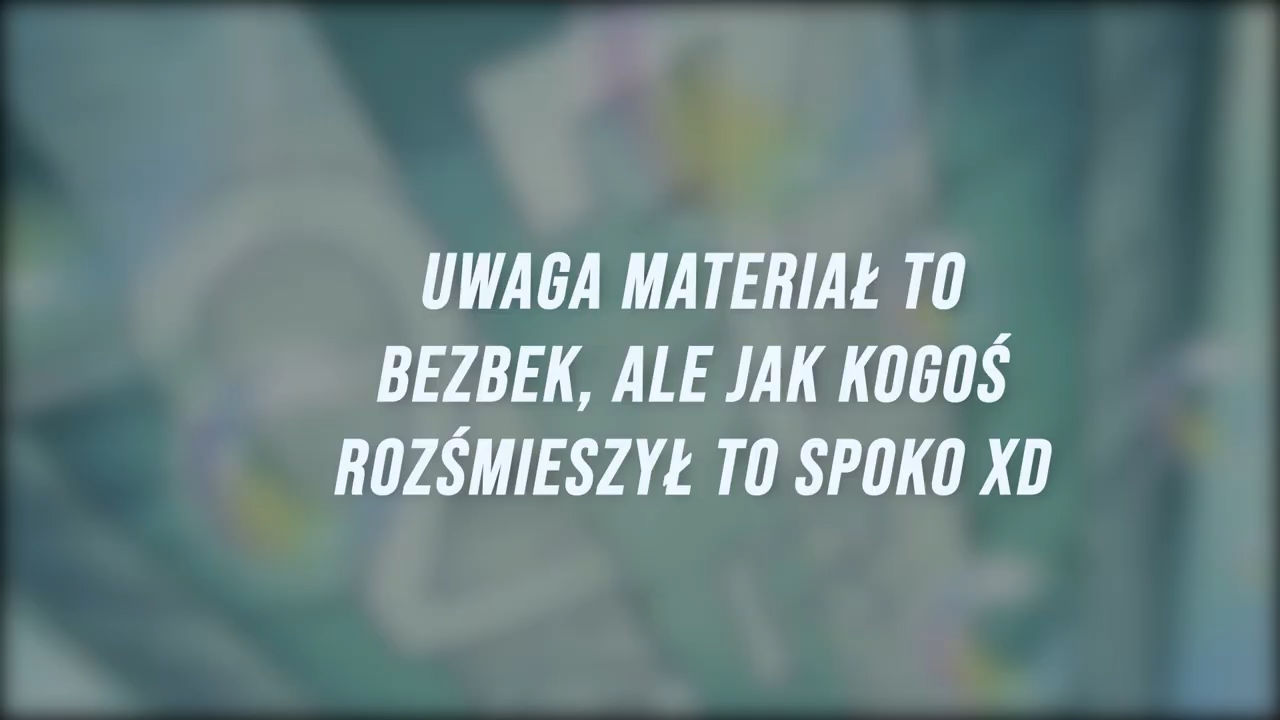 UWAGA MATERIAŁ TO
BEZBEK, ALE JAK KOGOŚ
ROZŚMIESZYŁ TO SPOKO XD